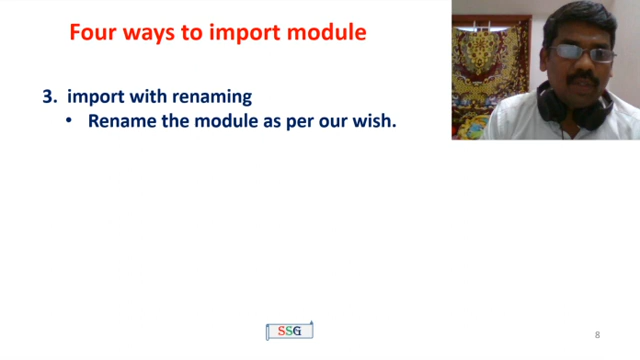 Four ways to import module
3. import with renaming
• Rename the module as per our wish.
SSG
8